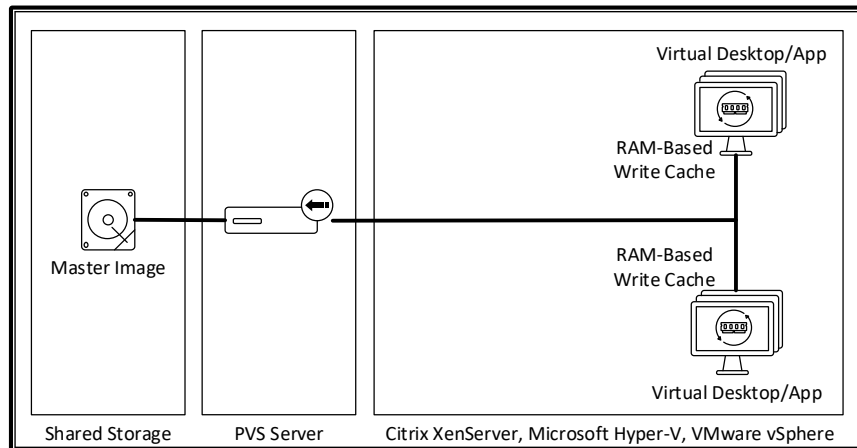 Virtual Desktop/App
RAM-Based
Write Cache
Master Image
RAM-Based
Write Cache
Virtual Desktop/App
Shared Storage
PVS Server
Citrix XenServer, Microsoft Hyper-V, VMware vSphere